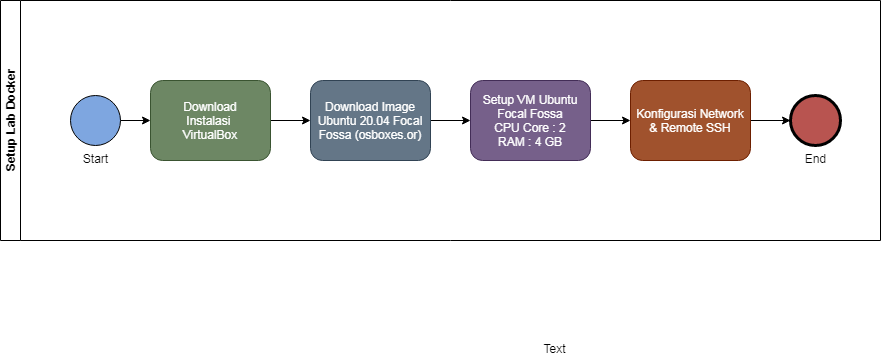 Setup Lab Docker
Start
Download
Instalasi
VirtualBox
Download Image
Ubuntu 20.04 Focal
Fossa (osboxes.or)
Setup VM Ubuntu
Focal Fossa
CPU Core : 2
RAM : 4 GB
Konfigurasi Network
& Remote SSH
End
Text